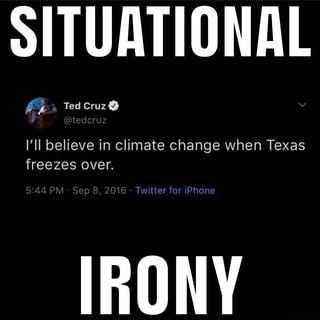 SITUATIONAL
Ted Cruz
@tedcruz
I'll believe in climate change when Texas
freezes over.
5:44 PM · Sep 8, 2016 · Twitter for iPhone
IRONY